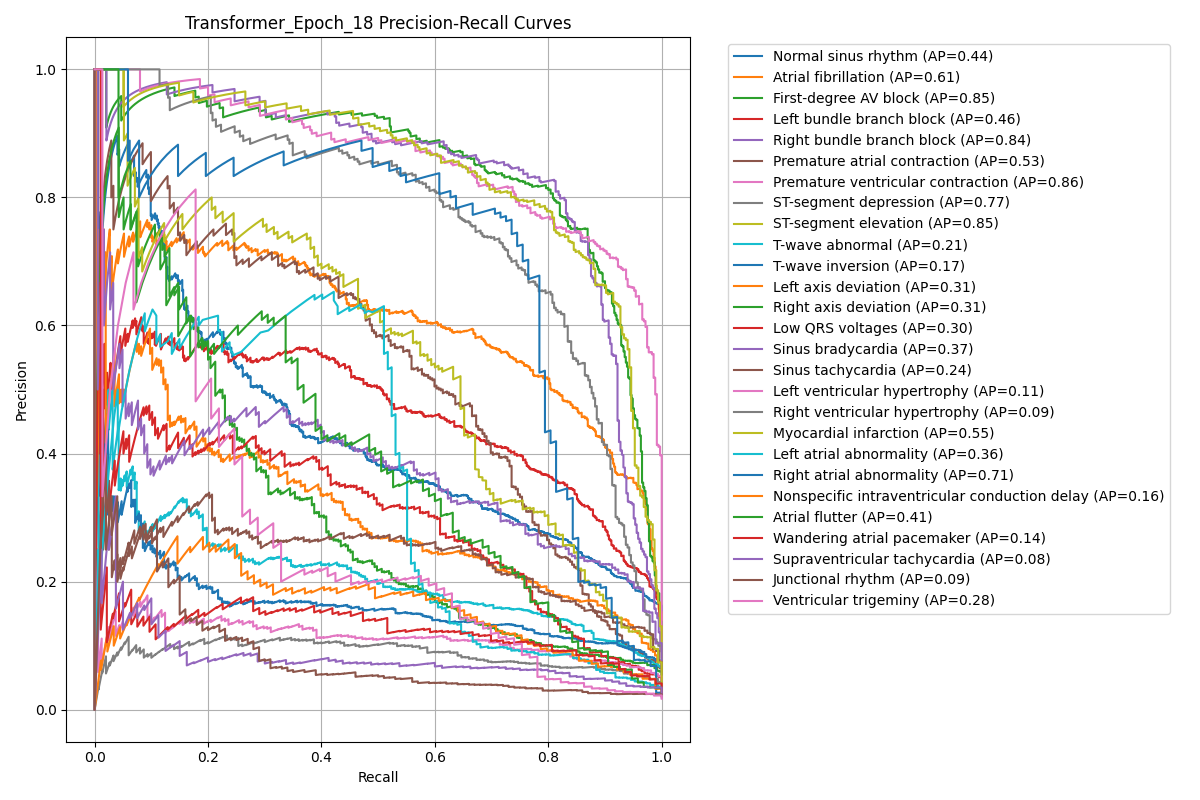 Transformer_Epoch_18 Precision-Recall Curves
1.0
0.8
0.6
0.4
0.2
0.0
Precision
0.0 0.2 0.4 0.6 0.8 1.0
Recall
Normal sinus rhythm (AP=0.44)
Atrial fibrillation (AP=0.61)
First-degree AV block (AP=0.85)
Left bundle branch block (AP=0.46)
Right bundle branch block (AP=0.84)
Premature atrial contraction (AP=0.53)
Premature ventricular contraction (AP=0.86)
ST-segment depression (AP=0.77)
ST-segment elevation (AP=0.85)
T-wave abnormal (AP=0.21)
T-wave inversion (AP=0.17)
Left axis deviation (AP=0.31)
Right axis deviation (AP=0.31)
Low QRS voltages (AP=0.30)
Sinus bradycardia (AP=0.37)
Sinus tachycardia (AP=0.24)
Left ventricular hypertrophy (AP=0.11)
Right ventricular hypertrophy (AP=0.09)
Myocardial infarction (AP=0.55)
Left atrial abnormality (AP=0.36)
Right atrial abnormality (AP=0.71)
Nonspecific intraventricular conduction delay (AP=0.16)
Atrial flutter (AP=0.41)
Wandering atrial pacemaker (AP=0.14)
Supraventricular tachycardia (AP=0.08)
Junctional rhythm (AP=0.09)
Ventricular trigeminy (AP=0.28)